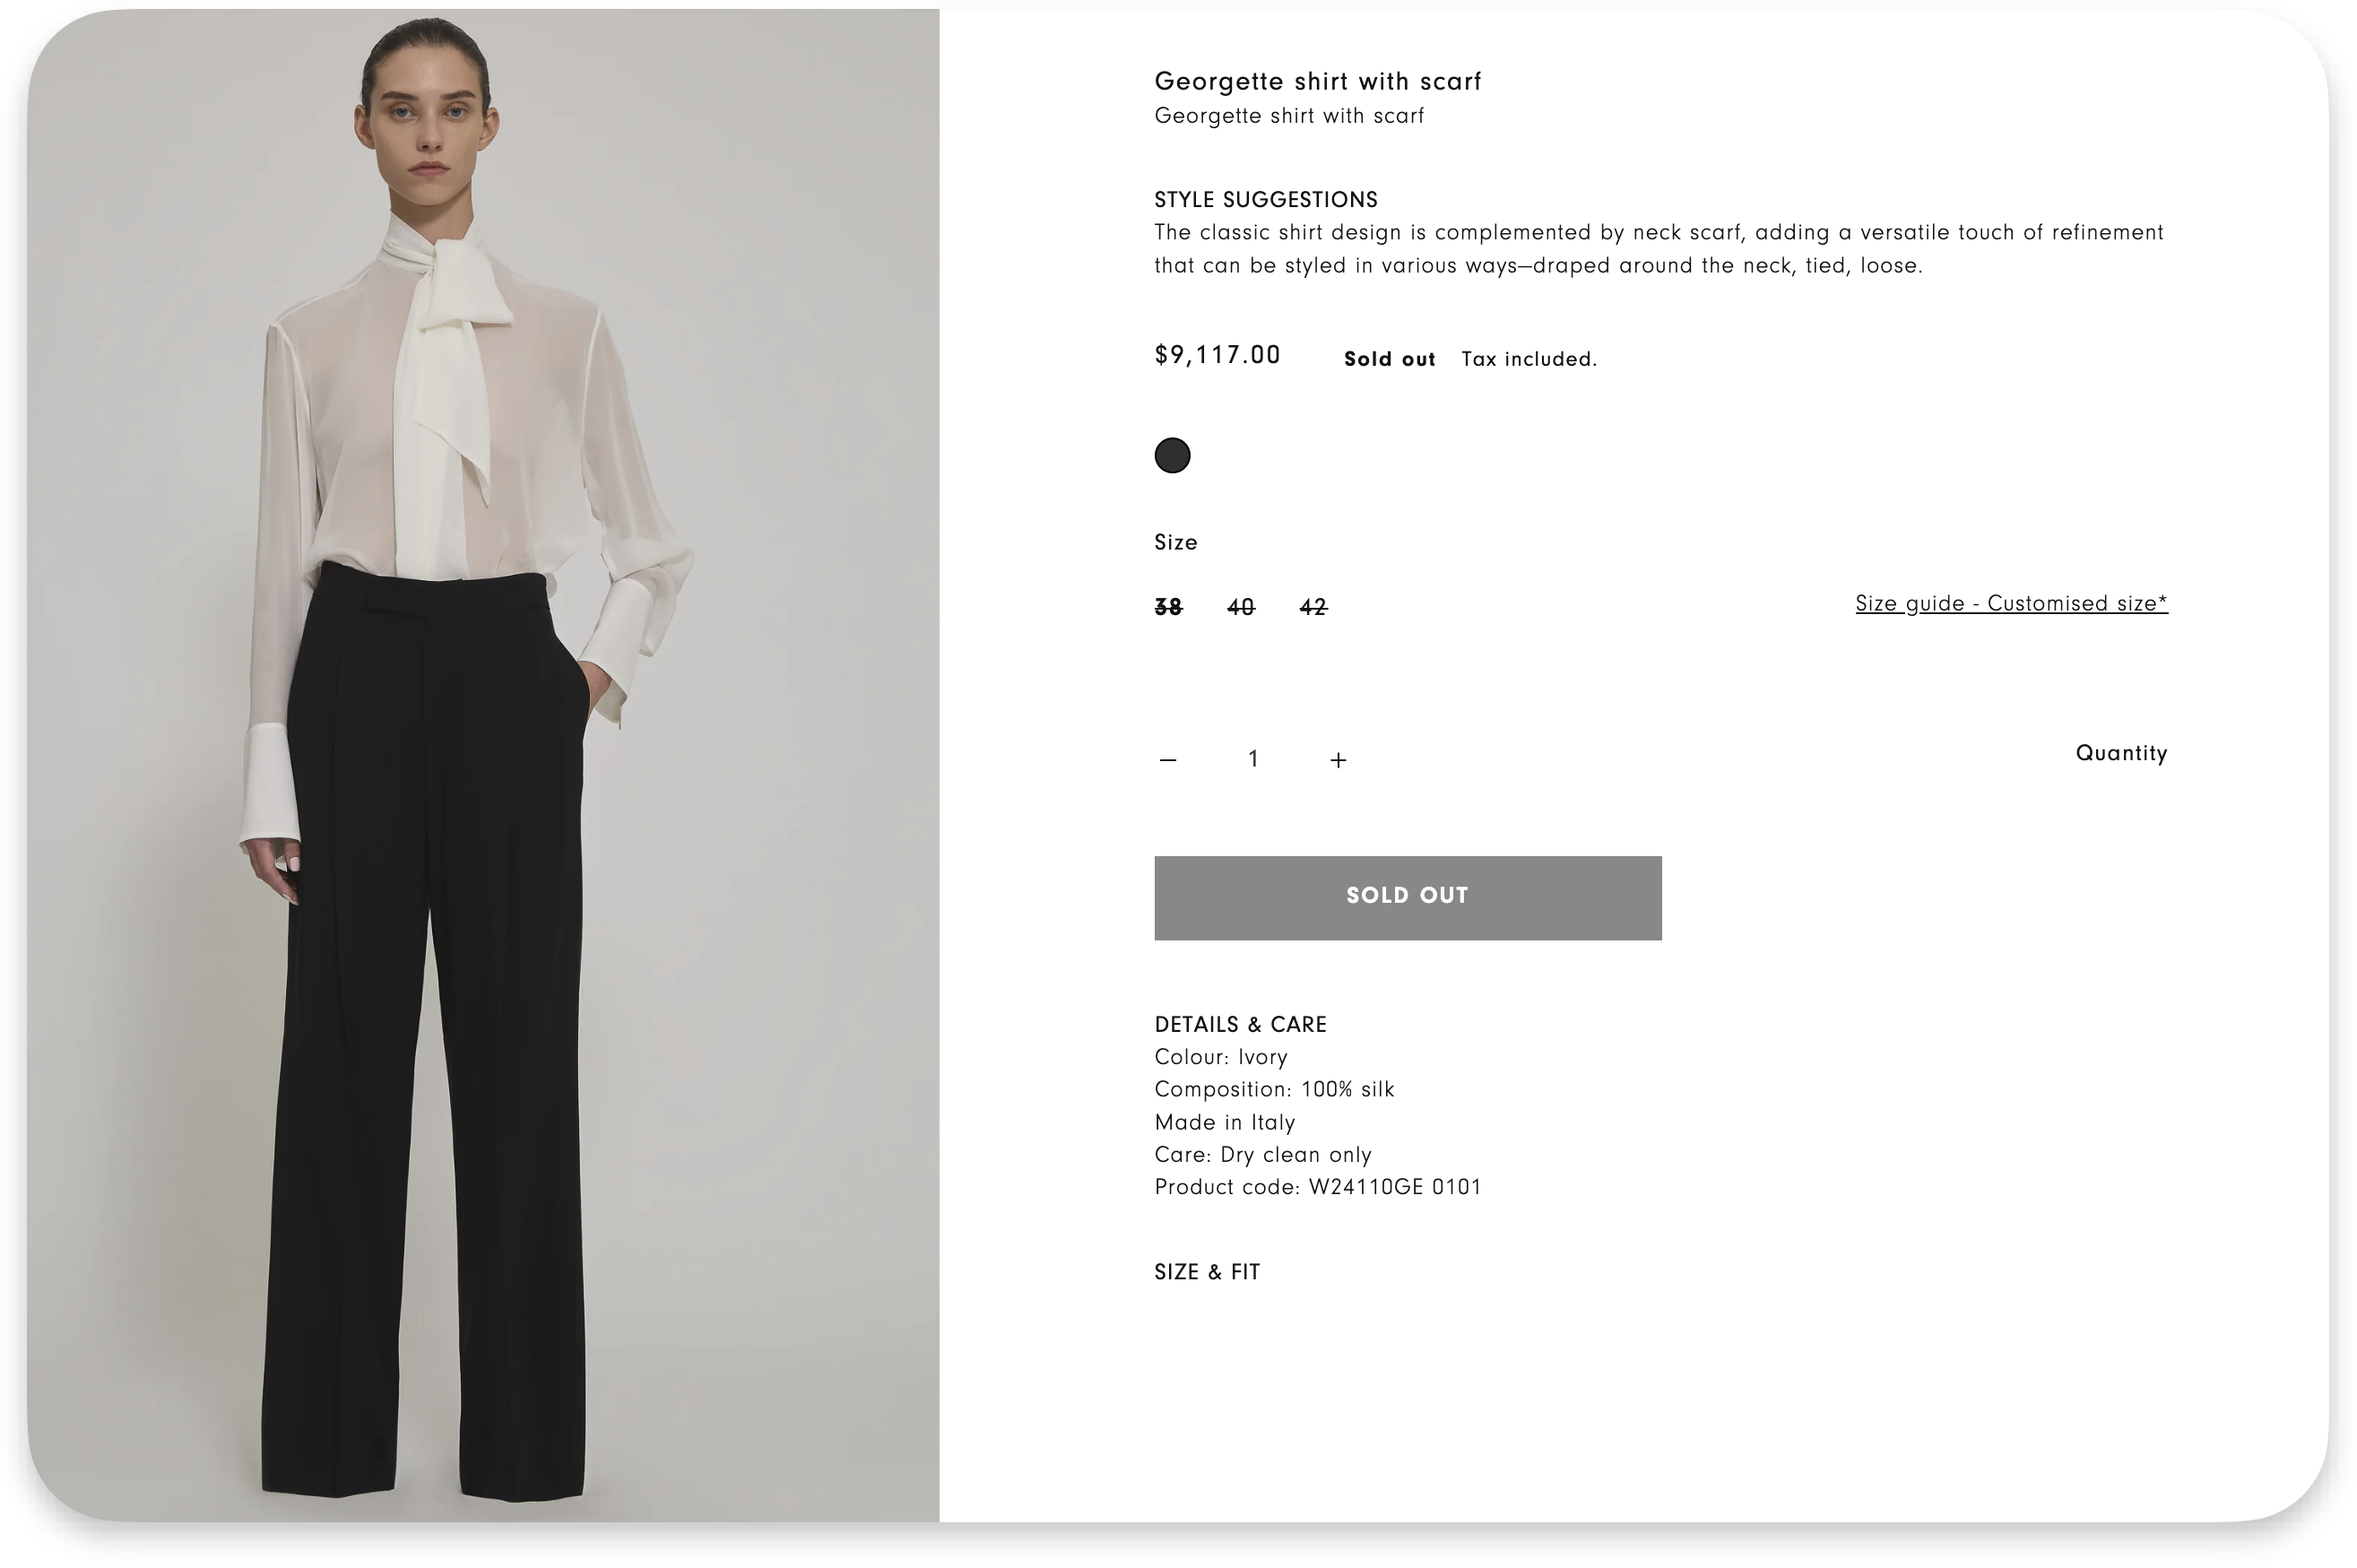 Georgette shirt with scarf
Georgette shirt with scarf
STYLE SUGGESTIONS
The classic shirt design is complemented by neck scarf, adding a versatile touch of refinement
that can be styled in various ways—draped around the neck, tied, loose.
$9,117.00 Sold out Tax included.
Size
38 40 42 Size guide - Customised size*
− 1 + Quantity
SOLD OUT
DETAILS & CARE
Colour: Ivory
Composition: 100% silk
Made in Italy
Care: Dry clean only
Product code: W24110GE 0101
SIZE & FIT